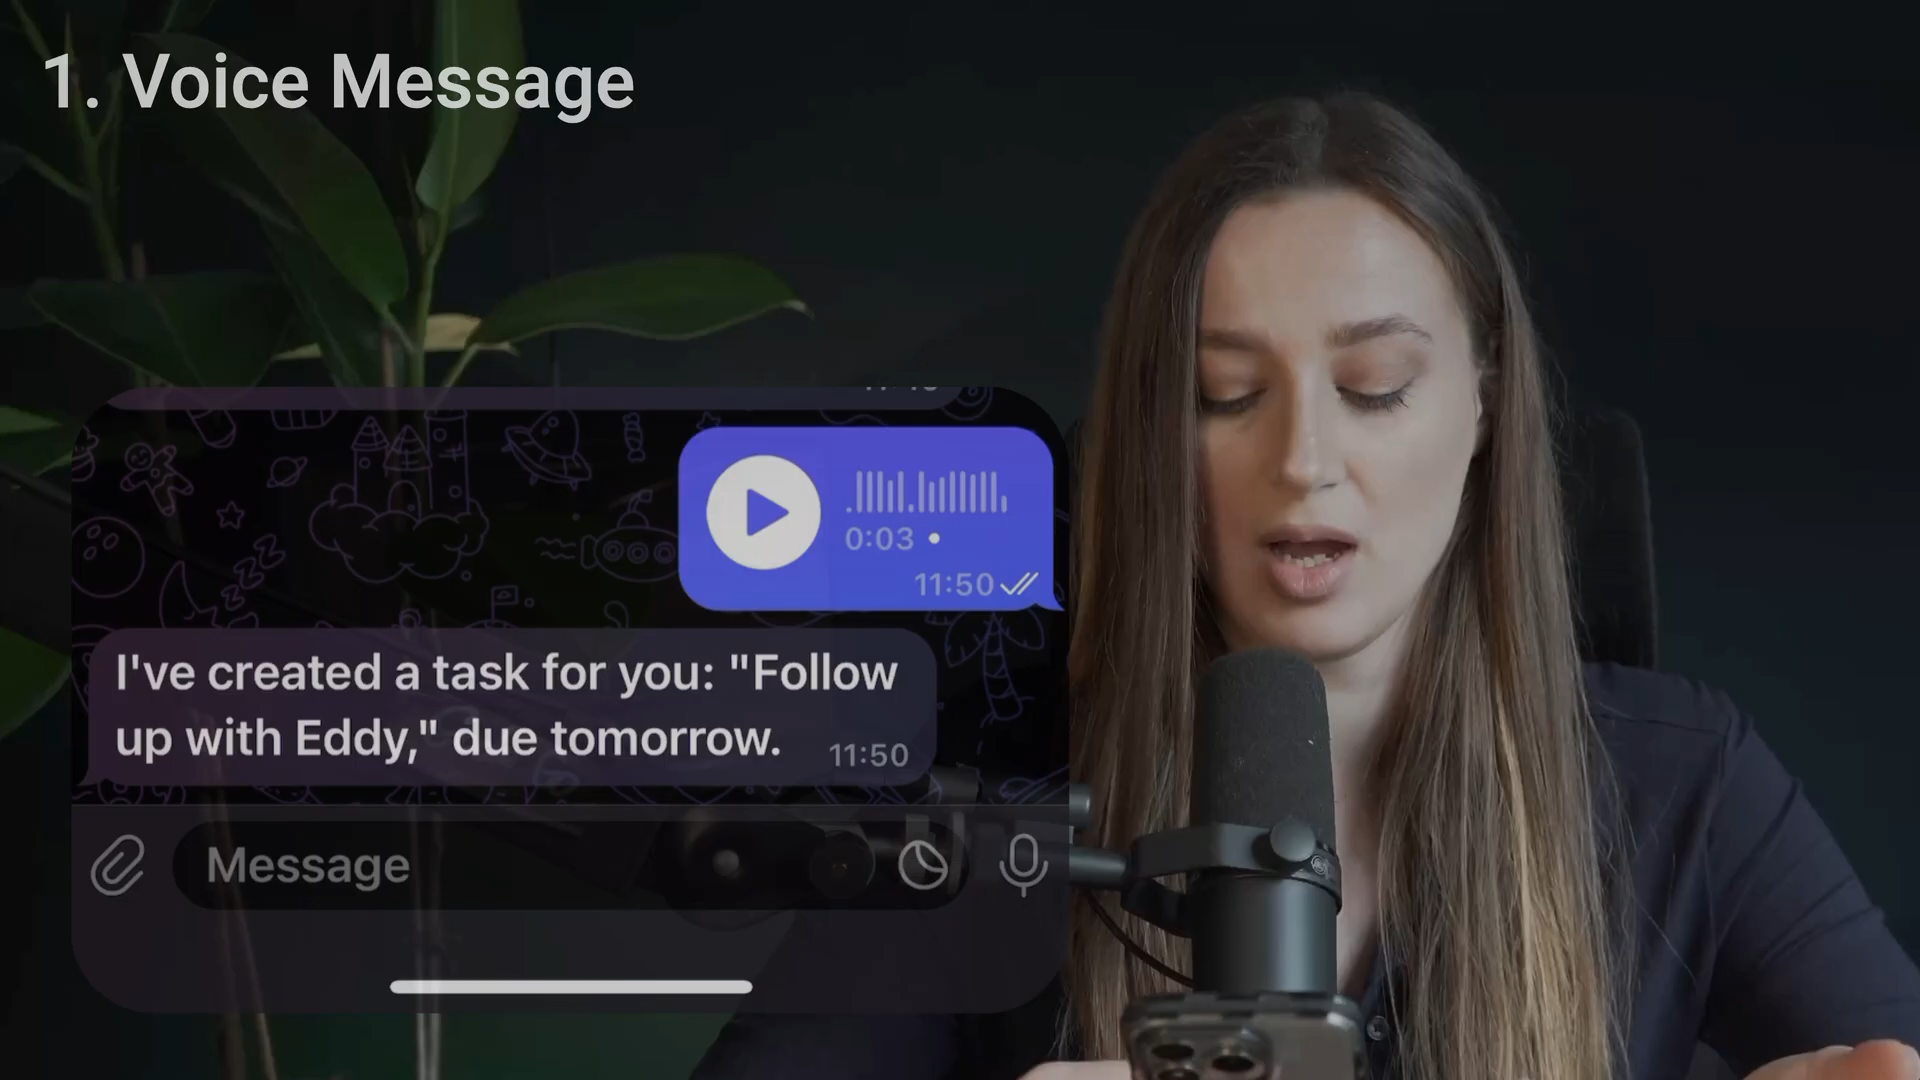 1. Voice Message
0:03
11:50
I've created a task for you: "Follow
up with Eddy," due tomorrow.
11:50
Message